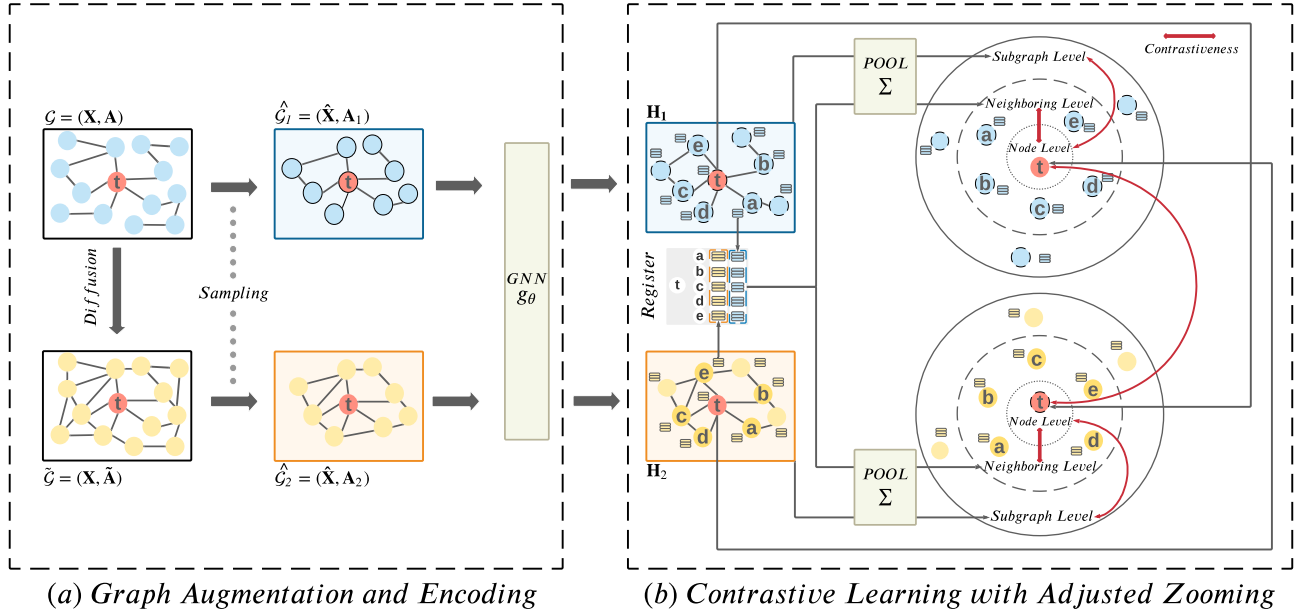 𝒢 = (X, A)
t
Diffusion
Sampling
t
𝒢̃ = (X, Ã)
𝒢̂1 = (X̂, A1)
t
t
𝒢̂2 = (X̂, A2)
GNN
gθ
(a) Graph Augmentation and Encoding
H1
e
b
t
c
a
d
Register
t
a
b
c
d
e
e
b
t
c
a
d
H2
POOL
Σ
POOL
Σ
Contrastiveness
Subgraph Level
Neighboring Level
e
a
Node Level
t
b
d
c
c
b
e
t
Node Level
a
d
Neighboring Level
Subgraph Level
(b) Contrastive Learning with Adjusted Zooming